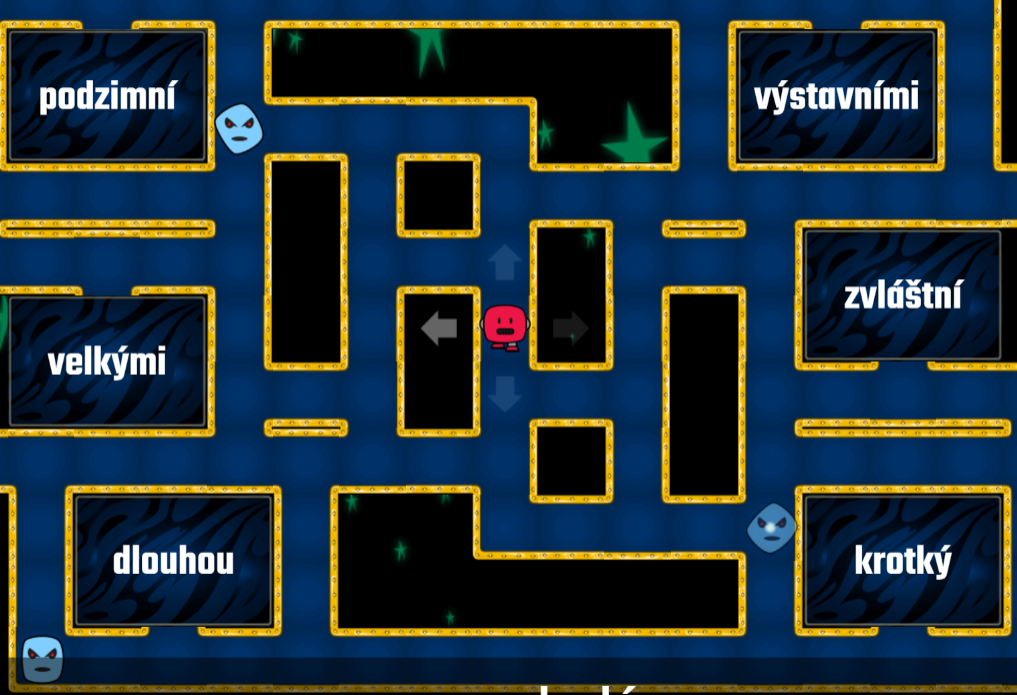 podzimní
výstavními
zvláštní
velkými
dlouhou
krotký